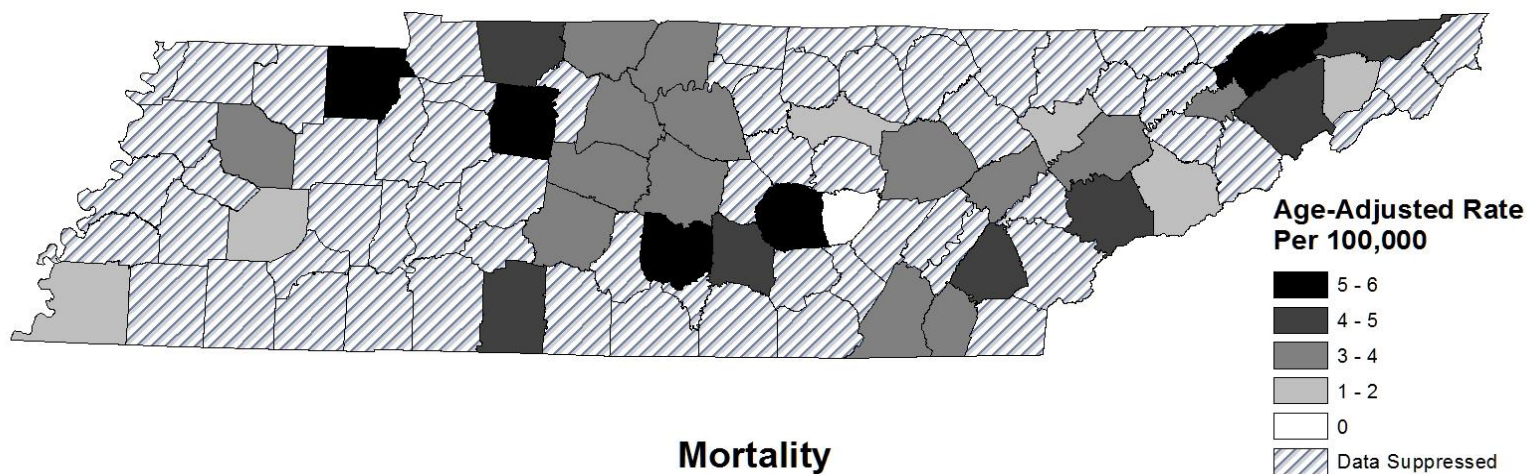 Age-Adjusted Rate
Per 100,000
5 - 6
4 - 5
3 - 4
1 - 2
0
Data Suppressed
Mortality